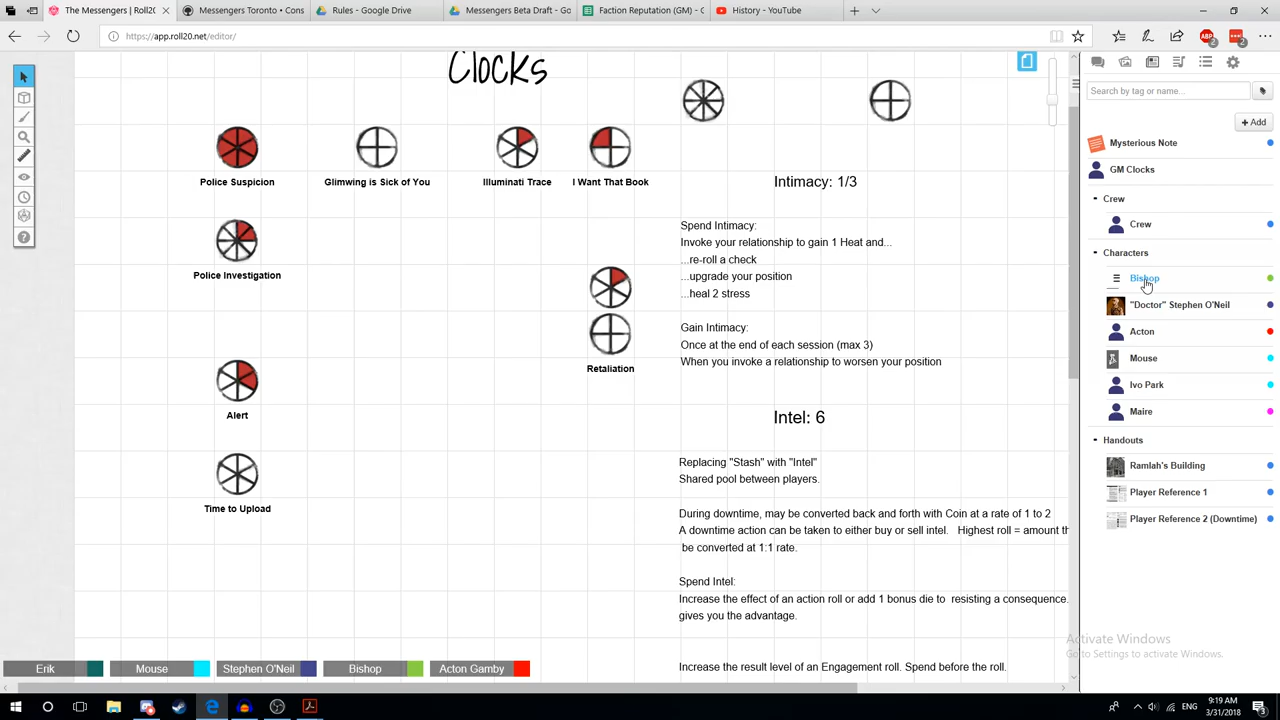 The Messengers | Roll20
Messengers Toronto • Cons
Rules - Google Drive
Messengers Beta Draft - Go
Faction Reputation (GM) - G
History - YouTube
https://app.roll20.net/editor/
ABP
2
2
Clocks
Police Suspicion
Glimwing is Sick of You
Illuminati Trace
I Want That Book
Intimacy: 1/3
Spend Intimacy:
Invoke your relationship to gain 1 Heat and...
...re-roll a check
...upgrade your position
...heal 2 stress
Police Investigation
Gain Intimacy:
Once at the end of each session (max 3)
When you invoke a relationship to worsen your position
Retaliation
Alert
Intel: 6
Replacing "Stash" with "Intel"
Shared pool between players.
Time to Upload
During downtime, may be converted back and forth with Coin at a rate of 1 to 2
A downtime action can be taken to either buy or sell intel. Highest roll = amount th
be converted at 1:1 rate.
Spend Intel:
Increase the effect of an action roll or add 1 bonus die to resisting a consequence.
gives you the advantage.
Increase the result level of an Engagement roll. Spend before the roll.
Erik
Mouse
Stephen O'Neil
Bishop
Acton Gamby
Search by tag or name...
+ Add
Mysterious Note
GM Clocks
Crew
Crew
Characters
Bishop
"Doctor" Stephen O'Neil
Acton
Mouse
Ivo Park
Maire
Handouts
Ramlah's Building
Player Reference 1
Player Reference 2 (Downtime)
Activate Windows
Go to Settings to activate Windows.
ENG
9:19 AM
3/31/2018
3